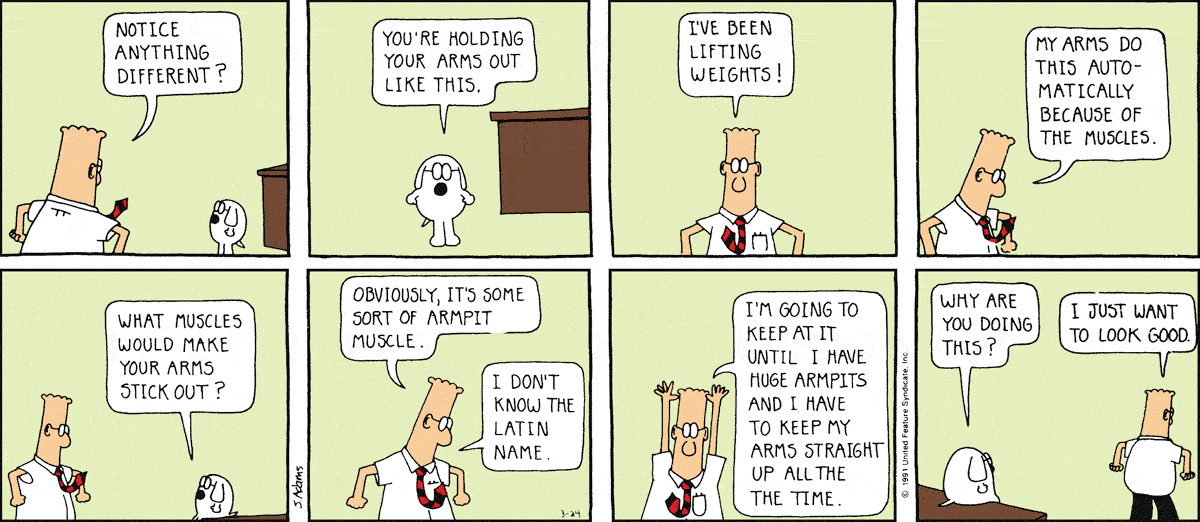 NOTICE
ANYTHING
DIFFERENT?
YOU'RE HOLDING
YOUR ARMS OUT
LIKE THIS.
I'VE BEEN
LIFTING
WEIGHTS!
MY ARMS DO
THIS AUTO-
MATICALLY
BECAUSE OF
THE MUSCLES.
WHAT MUSCLES
WOULD MAKE
YOUR ARMS
STICK OUT?
S. Adams
OBVIOUSLY, IT'S SOME
SORT OF ARMPIT
MUSCLE.
I DON'T
KNOW THE
LATIN
NAME.
3-24
I'M GOING TO
KEEP AT IT
UNTIL I HAVE
HUGE ARMPITS
AND I HAVE
TO KEEP MY
ARMS STRAIGHT
UP ALL THE
THE TIME.
© 1991 United Feature Syndicate, Inc
WHY ARE
YOU DOING
THIS?
I JUST WANT
TO LOOK GOOD.